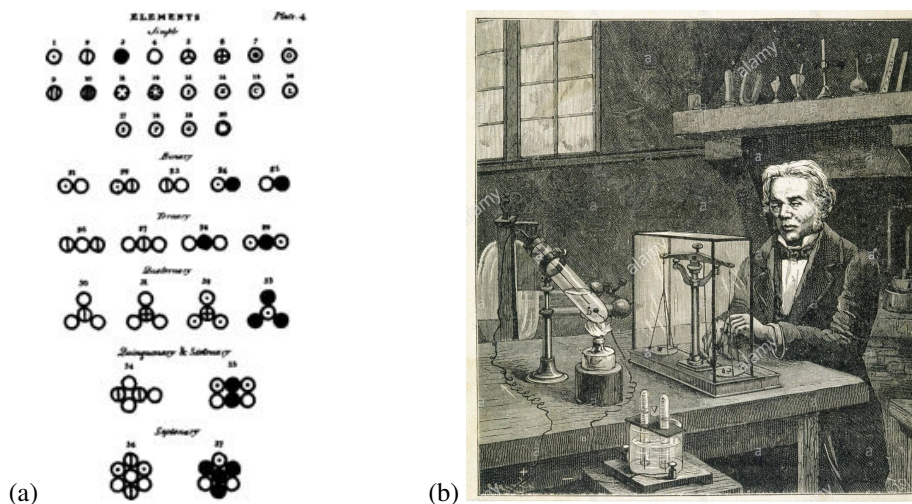 ELEMENTS Plate 4
Simple
1 2 3 4 5 6 7 8
9 10 11 12 13 14 15 16
17 18 19 20
Binary
21 22 23 24 25
Ternary
26 27 28 29
Quaternary
30 31 32 33
Quinquenary & Sextenary
34 35
Septenary
36 37
(a)
alamy
alamy
alamy
alamy
(b)